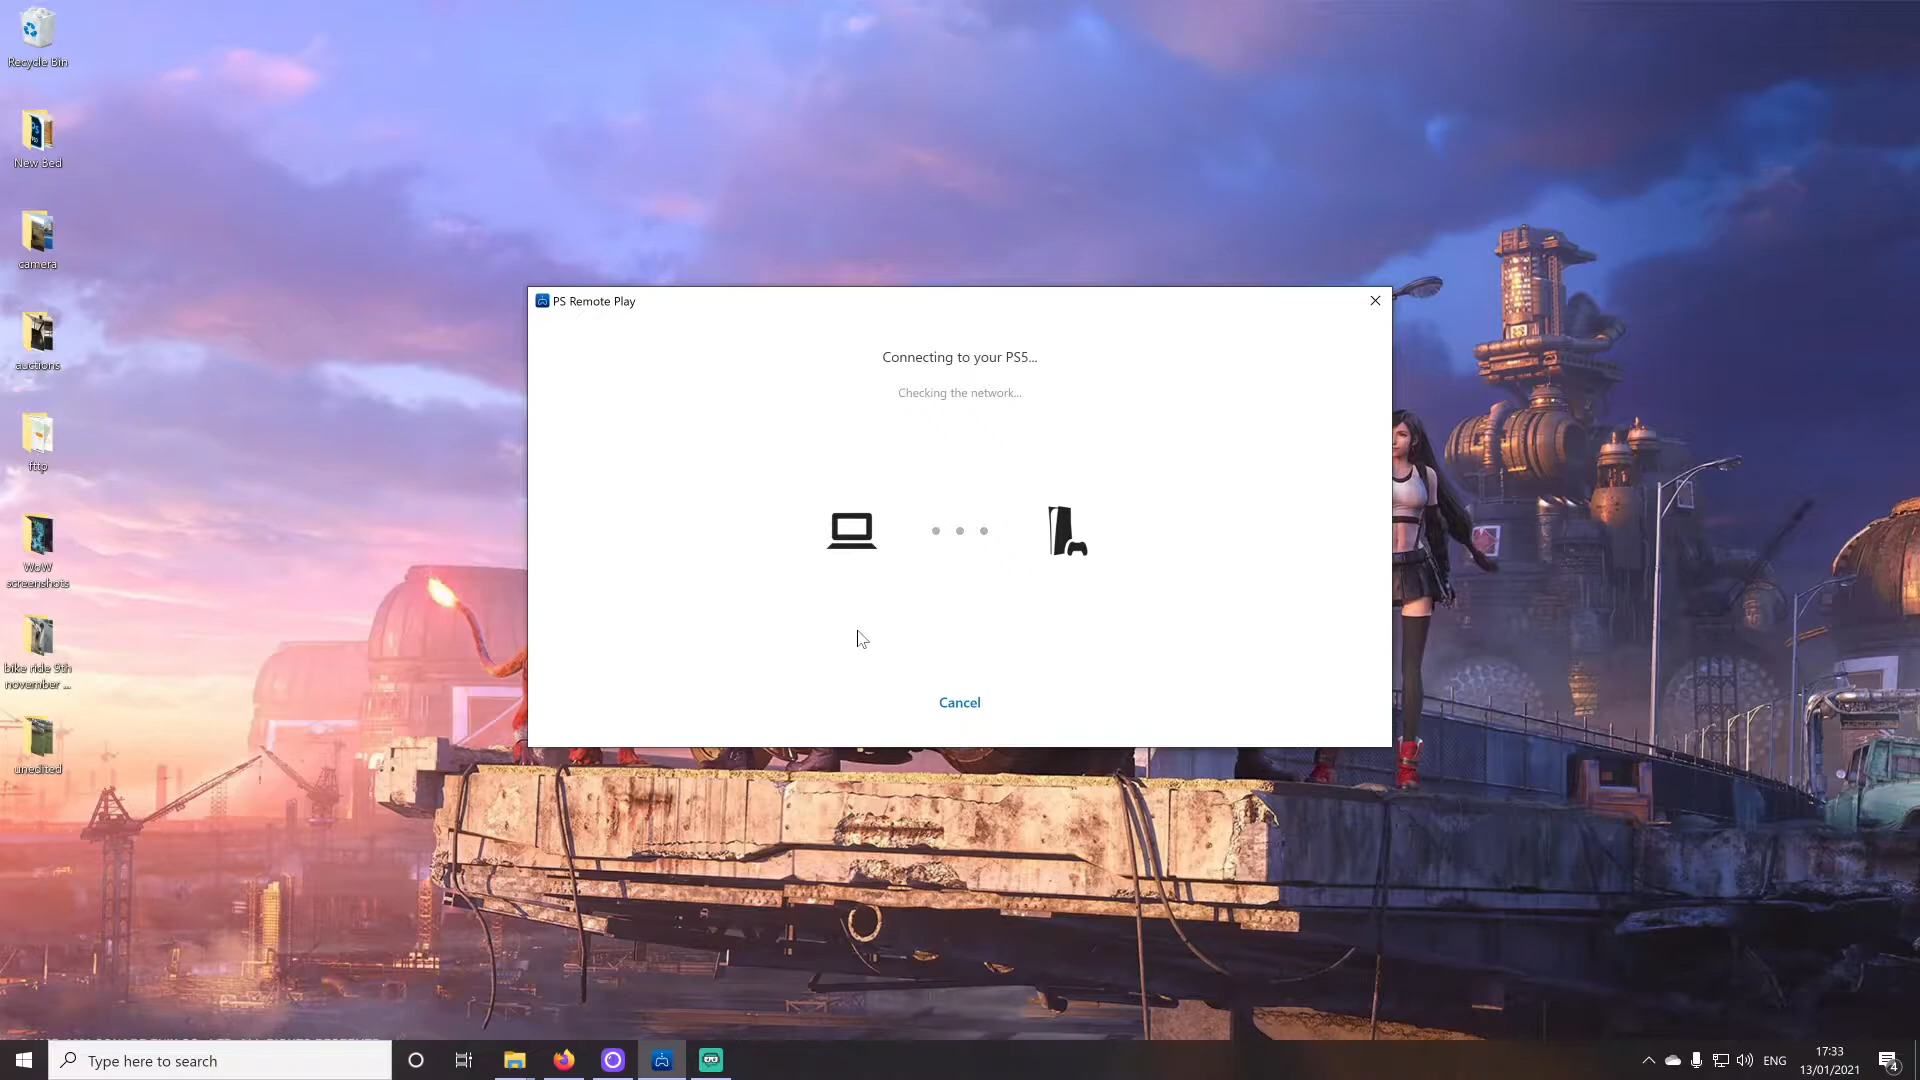 Recycle Bin
New Bed
camera
auctions
fttp
WoW
screenshots
bike ride 9th
november ...
unedited
PS Remote Play
Connecting to your PS5...
Checking the network...
Cancel
Type here to search
ENG
17:33
13/01/2021
4